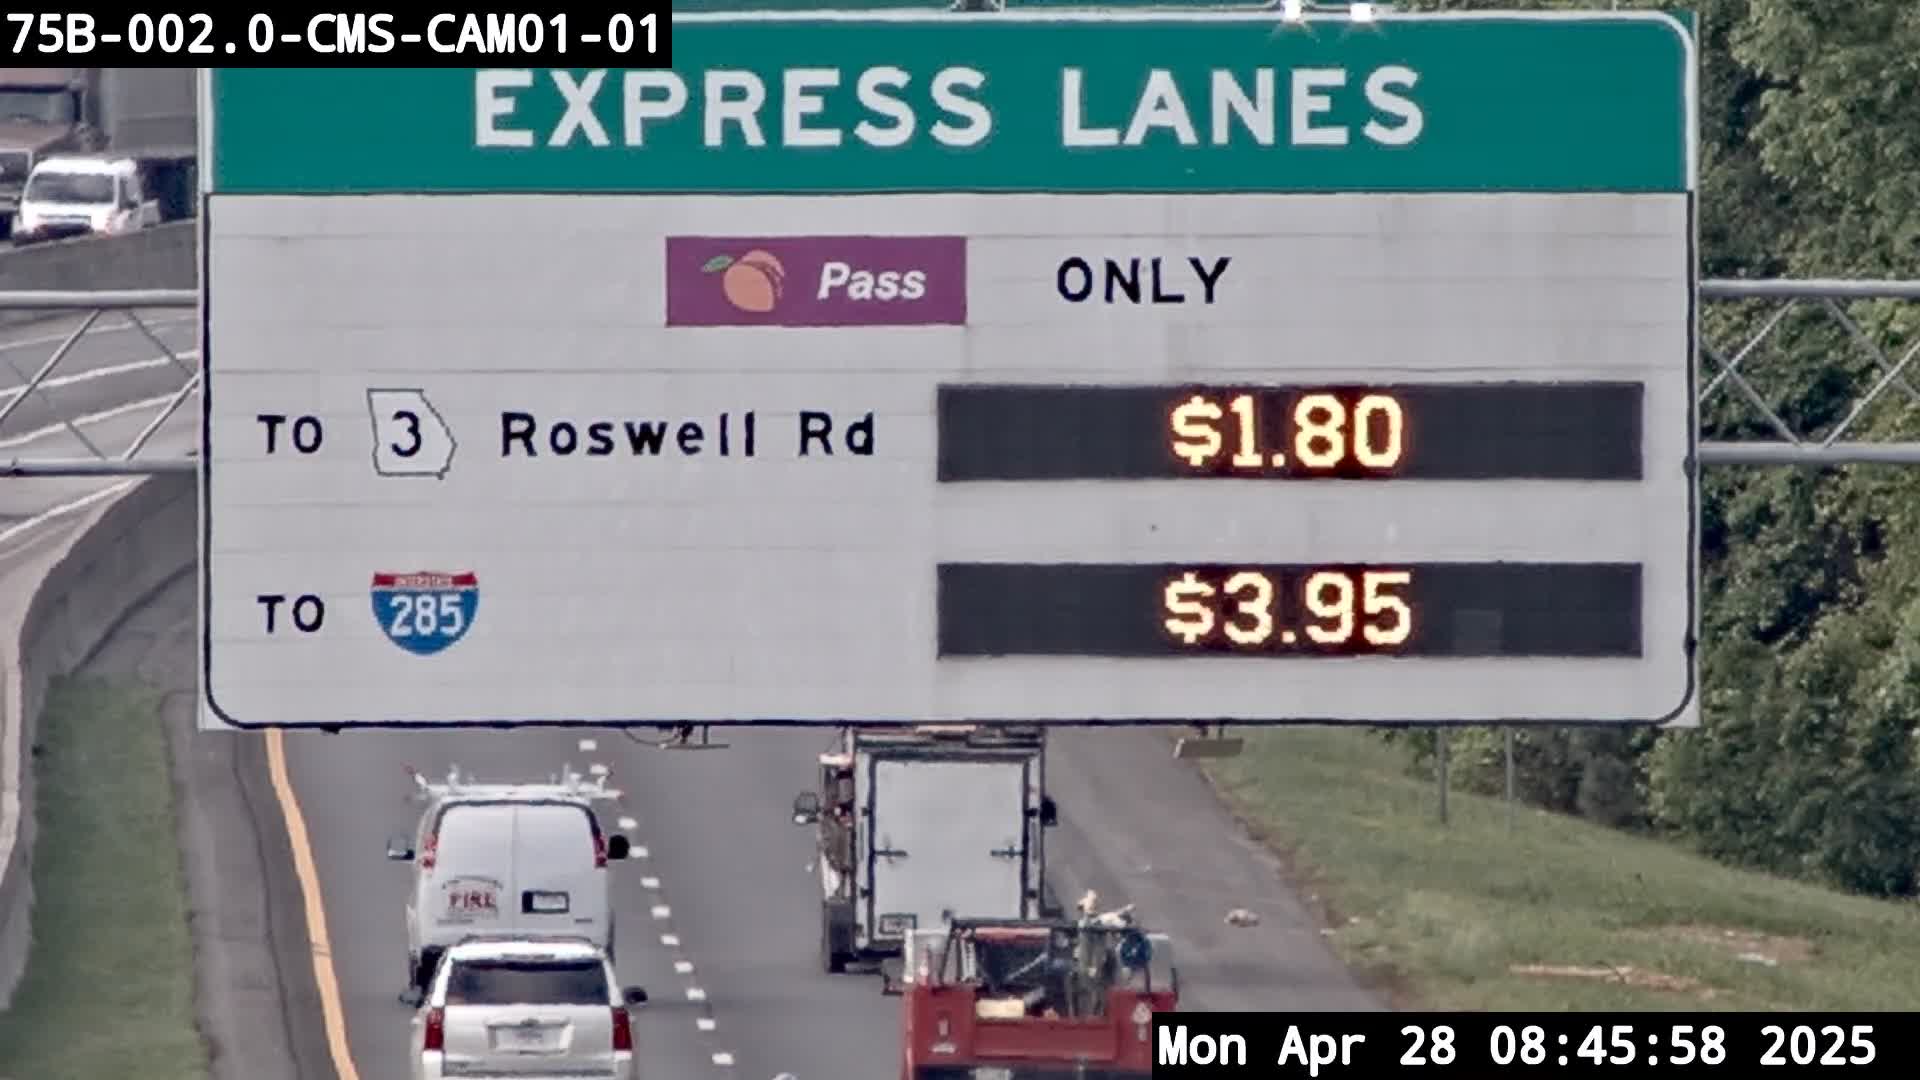 75B-002.0-CMS-CAM01-01
EXPRESS LANES
Pass ONLY
TO 3 Roswell Rd $1.80
INTERSTATE
TO 285 $3.95
FIRE
Mon Apr 28 08:45:58 2025